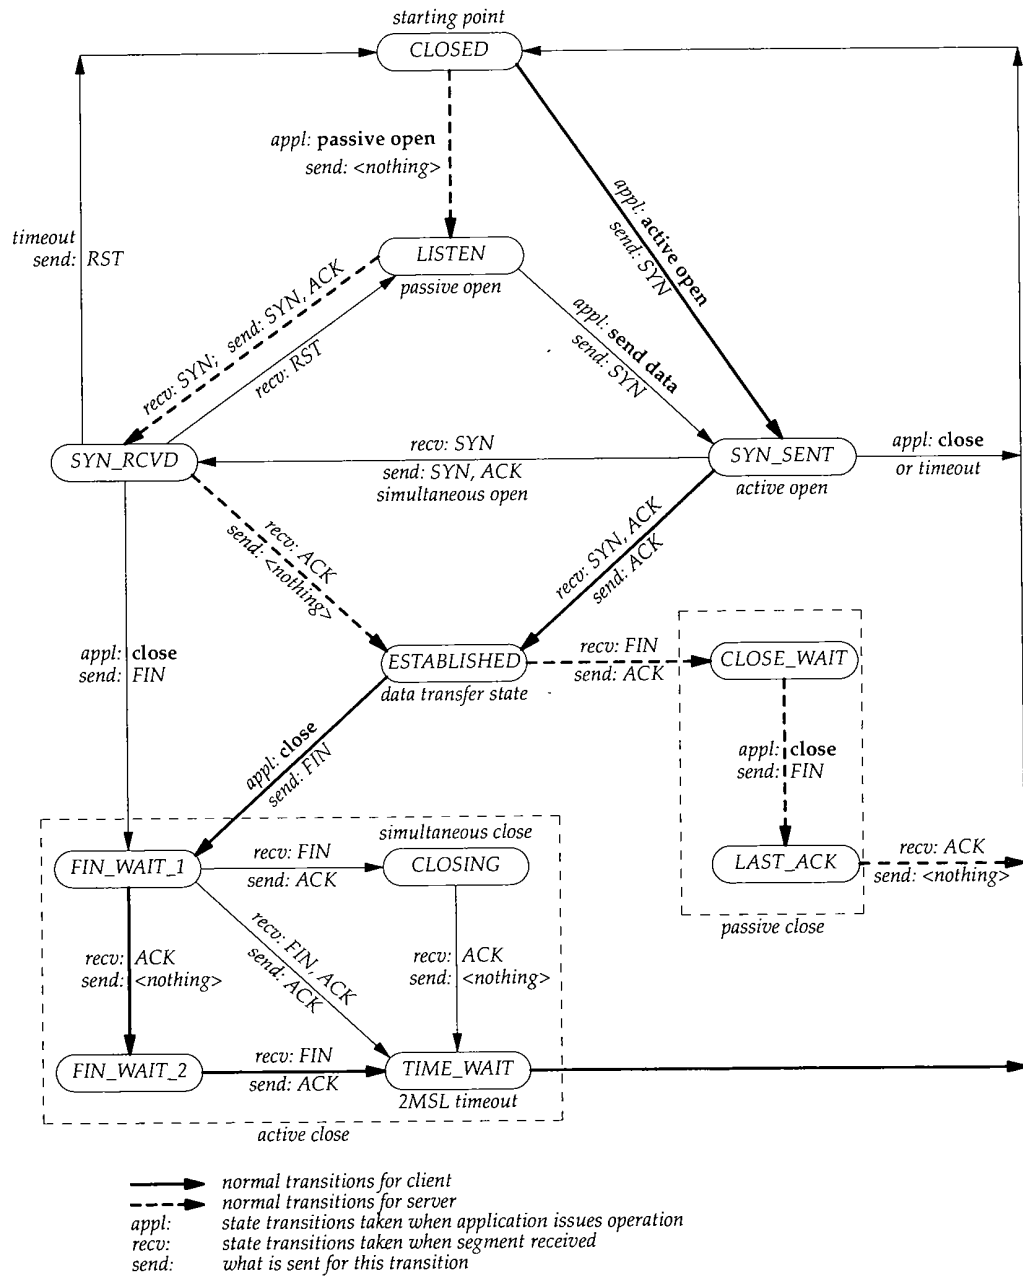 starting point
CLOSED
appl: passive open
send: <nothing>
appl: active open
send: SYN
timeout
send: RST
LISTEN
passive open
recv: SYN; send: SYN, ACK
recv: RST
appl: send data
send: SYN
SYN_RCVD
recv: SYN
send: SYN, ACK
simultaneous open
SYN_SENT
active open
appl: close
or timeout
recv: ACK
send: <nothing>
recv: SYN, ACK
send: ACK
appl: close
send: FIN
ESTABLISHED
data transfer state
recv: FIN
send: ACK
CLOSE_WAIT
appl: close
send: FIN
appl: close
send: FIN
simultaneous close
FIN_WAIT_1
recv: FIN
send: ACK
CLOSING
LAST_ACK
recv: ACK
send: <nothing>
passive close
recv: ACK
send: <nothing>
recv: FIN, ACK
send: ACK
recv: ACK
send: <nothing>
FIN_WAIT_2
recv: FIN
send: ACK
TIME_WAIT
2MSL timeout
active close
normal transitions for client
normal transitions for server
appl: state transitions taken when application issues operation
recv: state transitions taken when segment received
send: what is sent for this transition